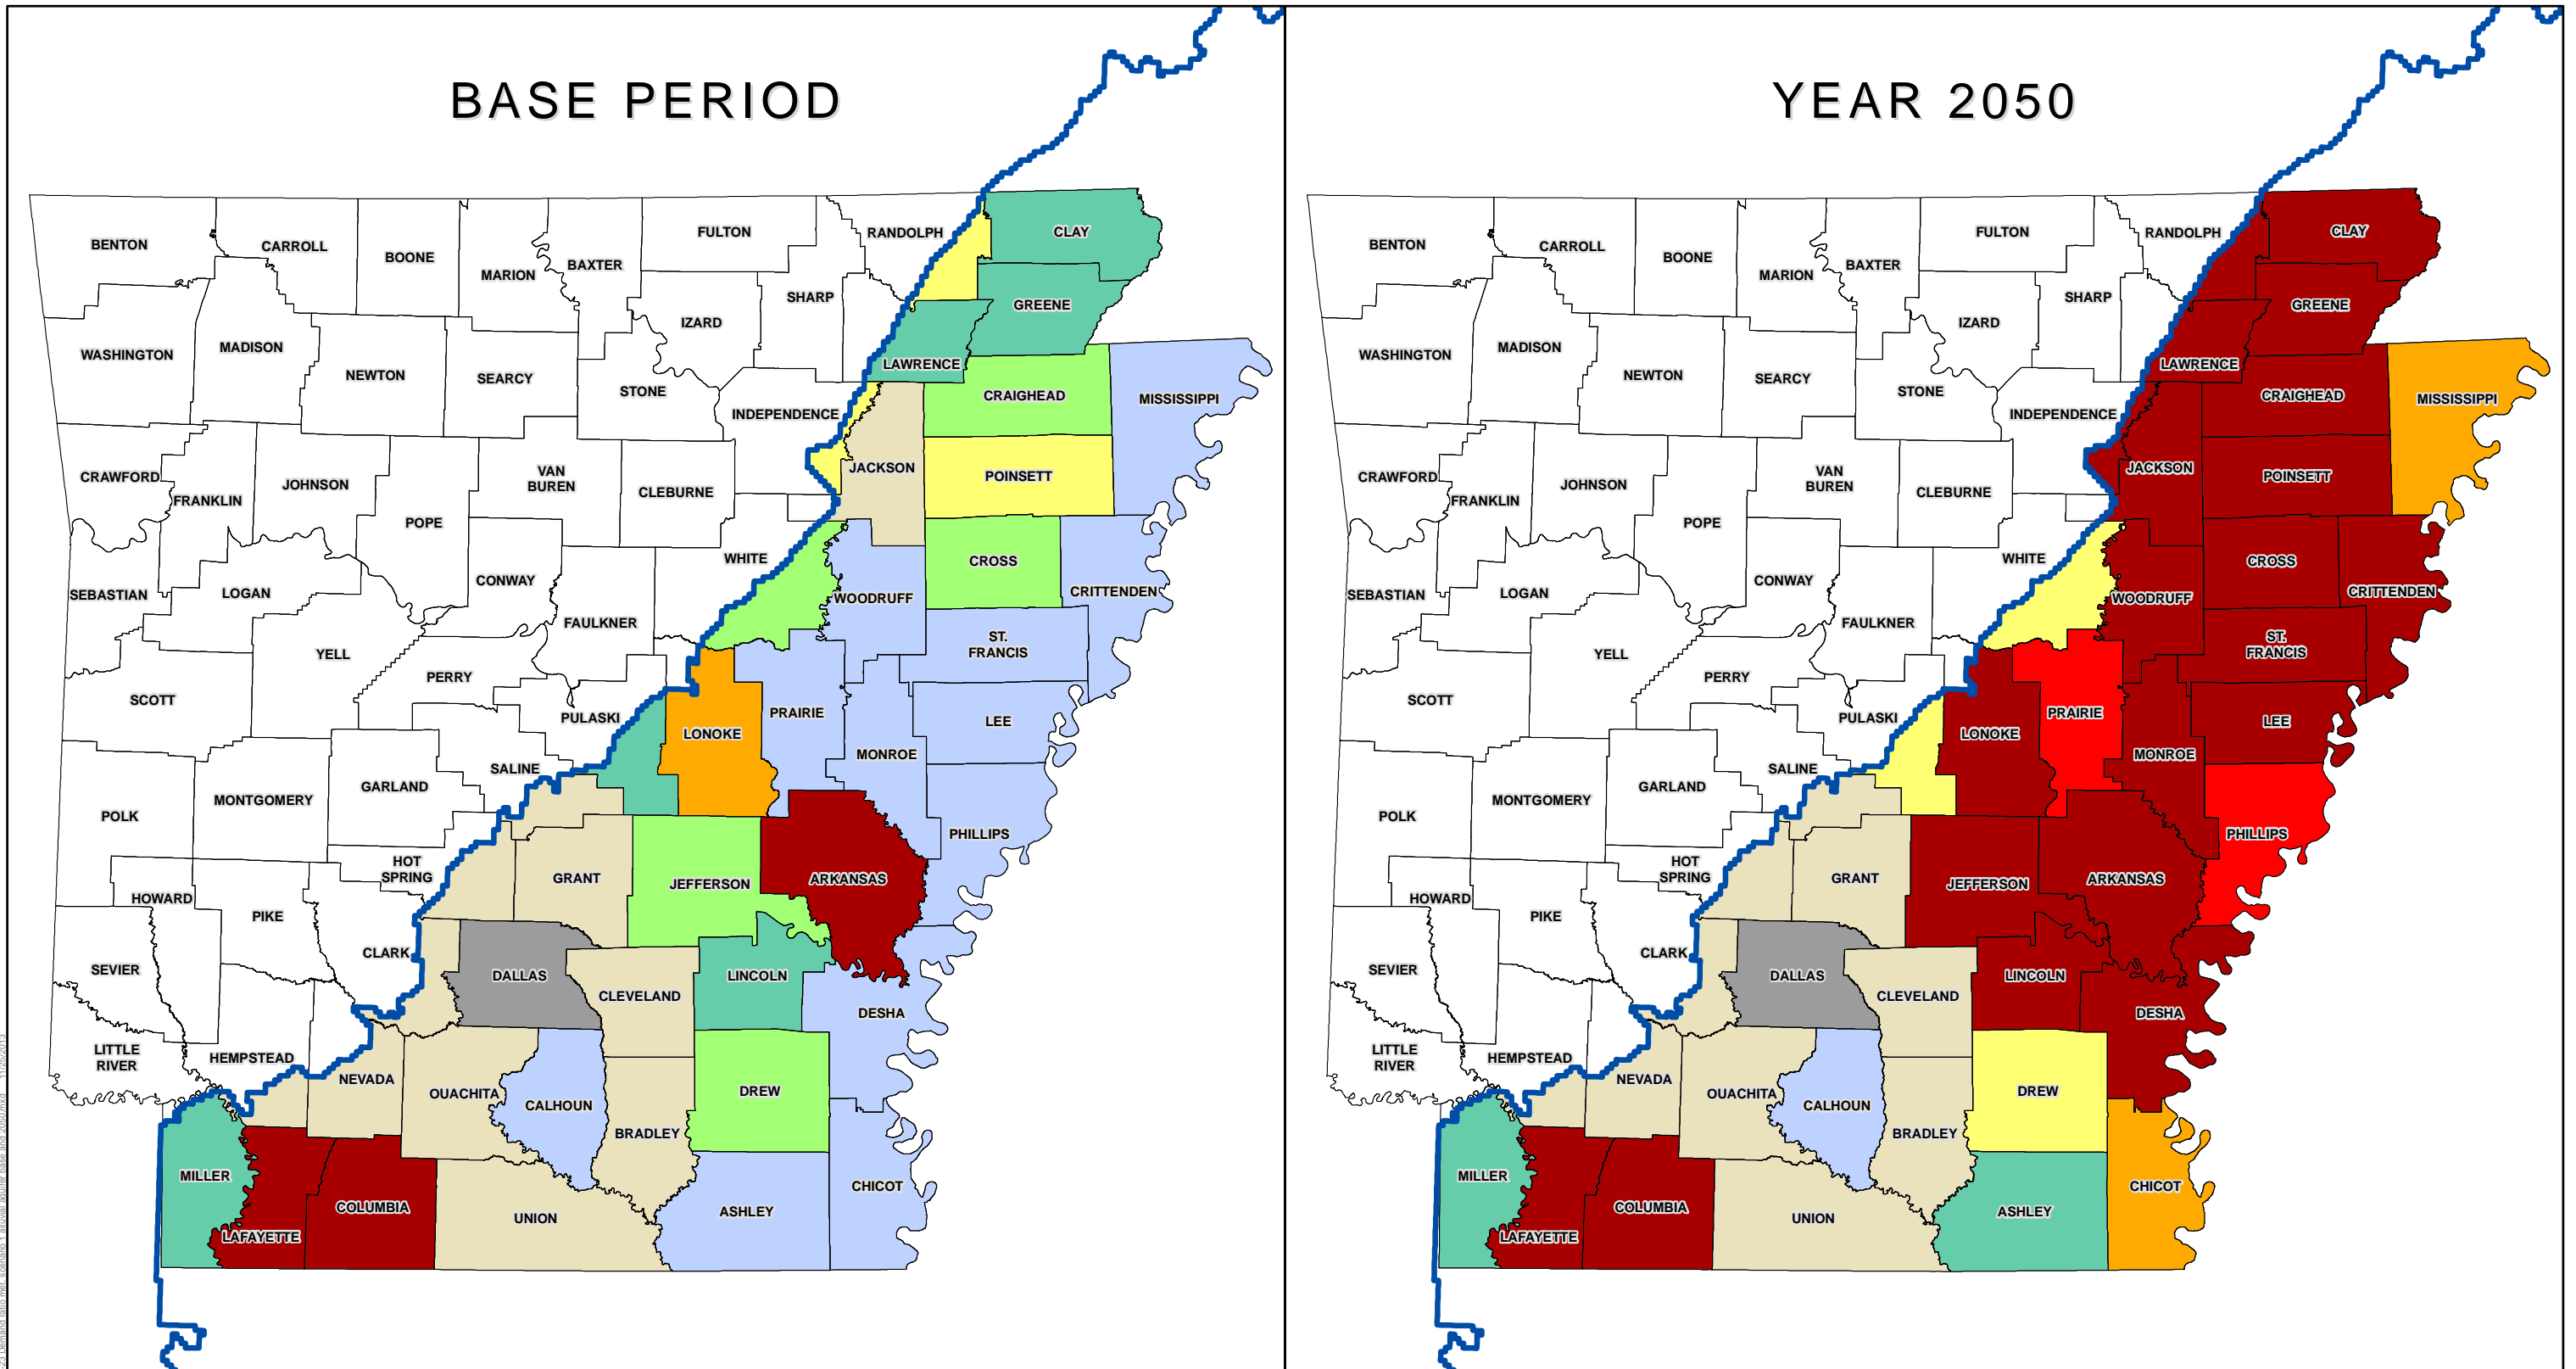 BASE PERIOD
BENTON
CARROLL
BOONE
MARION
BAXTER
FULTON
RANDOLPH
CLAY
SHARP
GREENE
IZARD
WASHINGTON
MADISON
NEWTON
SEARCY
STONE
LAWRENCE
CRAIGHEAD
MISSISSIPPI
INDEPENDENCE
JACKSON
POINSETT
CRAWFORD
FRANKLIN
JOHNSON
POPE
VAN
BUREN
CLEBURNE
WHITE
CROSS
CRITTENDEN
SEBASTIAN
LOGAN
CONWAY
FAULKNER
WOODRUFF
YELL
ST.
FRANCIS
PERRY
SCOTT
PULASKI
LONOKE
PRAIRIE
LEE
MONROE
SALINE
GARLAND
MONTGOMERY
POLK
PHILLIPS
HOT
SPRING
GRANT
JEFFERSON
ARKANSAS
HOWARD
PIKE
CLARK
SEVIER
DALLAS
CLEVELAND
LINCOLN
DESHA
LITTLE
RIVER
HEMPSTEAD
NEVADA
OUACHITA
CALHOUN
BRADLEY
DREW
MILLER
LAFAYETTE
COLUMBIA
UNION
ASHLEY
CHICOT
YEAR 2050
BENTON
CARROLL
BOONE
MARION
BAXTER
FULTON
RANDOLPH
CLAY
SHARP
GREENE
IZARD
WASHINGTON
MADISON
NEWTON
SEARCY
STONE
LAWRENCE
CRAIGHEAD
MISSISSIPPI
INDEPENDENCE
JACKSON
POINSETT
CRAWFORD
FRANKLIN
JOHNSON
POPE
VAN
BUREN
CLEBURNE
WHITE
CROSS
CRITTENDEN
SEBASTIAN
LOGAN
CONWAY
FAULKNER
WOODRUFF
YELL
ST.
FRANCIS
PERRY
SCOTT
PULASKI
LONOKE
PRAIRIE
LEE
MONROE
SALINE
GARLAND
MONTGOMERY
POLK
PHILLIPS
HOT
SPRING
GRANT
JEFFERSON
ARKANSAS
HOWARD
PIKE
CLARK
SEVIER
DALLAS
CLEVELAND
LINCOLN
DESHA
LITTLE
RIVER
HEMPSTEAD
NEVADA
OUACHITA
CALHOUN
BRADLEY
DREW
MILLER
LAFAYETTE
COLUMBIA
UNION
ASHLEY
CHICOT